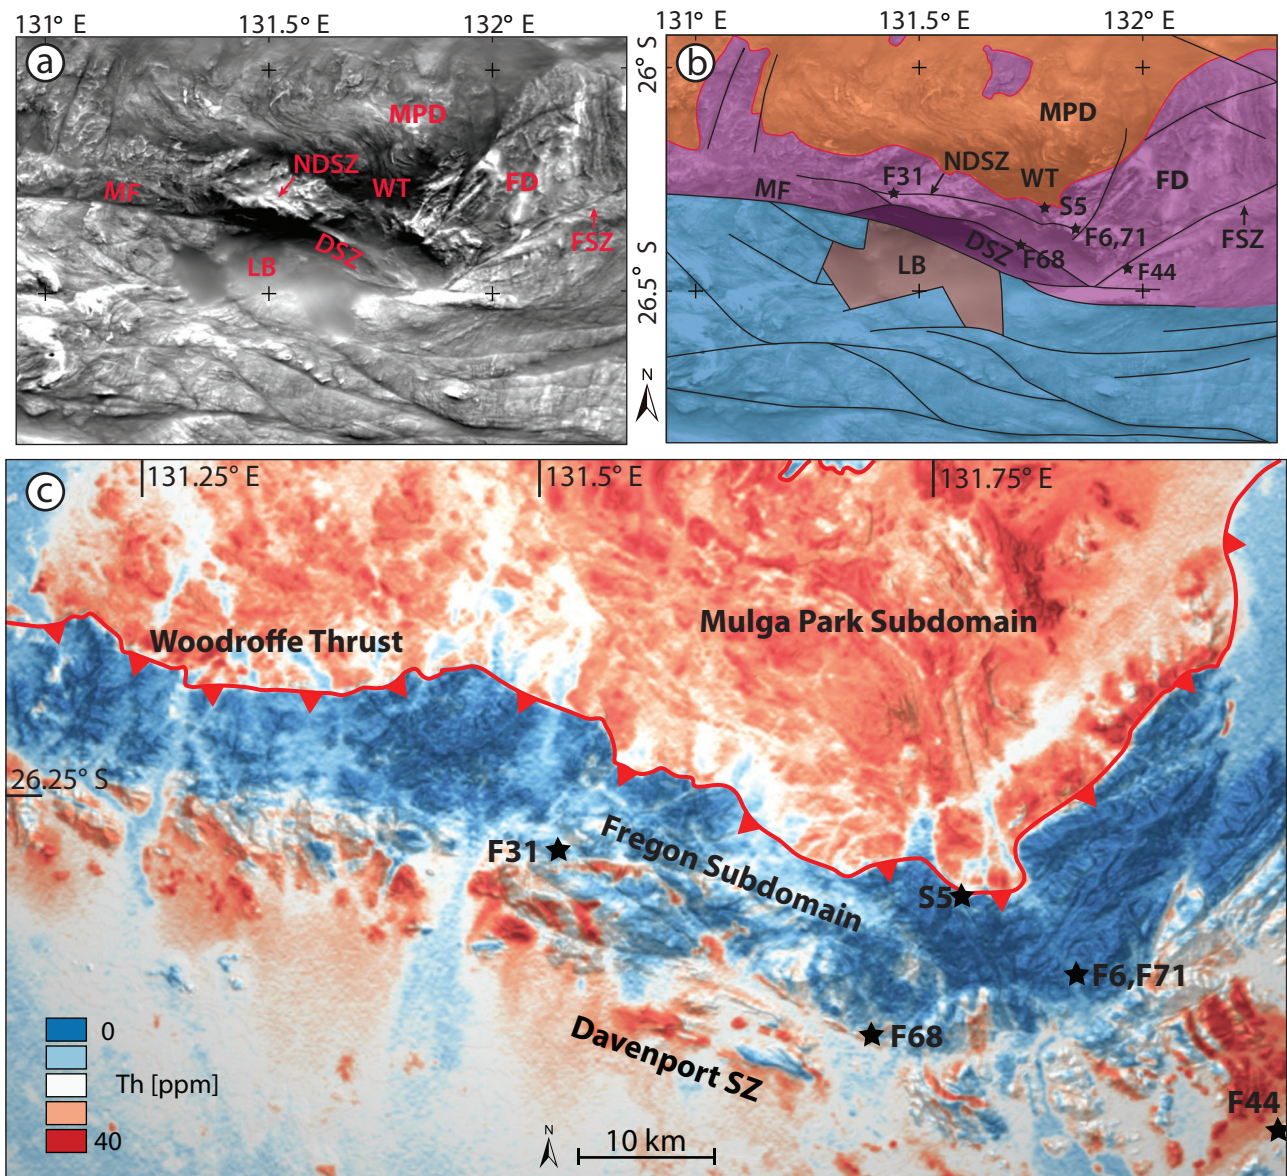 131° E
131.5° E
132° E
a
MPD
NDSZ
WT
FD
MF
FSZ
DSZ
LB
26° S
26.5° S
N
131° E
131.5° E
132° E
b
MPD
NDSZ
F31
WT
FD
MF
S5
F6,71
FSZ
DSZ
F68
LB
F44
c
131.25° E
131.5° E
131.75° E
Woodroffe Thrust
Mulga Park Subdomain
26.25° S
Fregon Subdomain
F31
S5
F6,F71
F68
Davenport SZ
F44
0
Th [ppm]
40
N
10 km